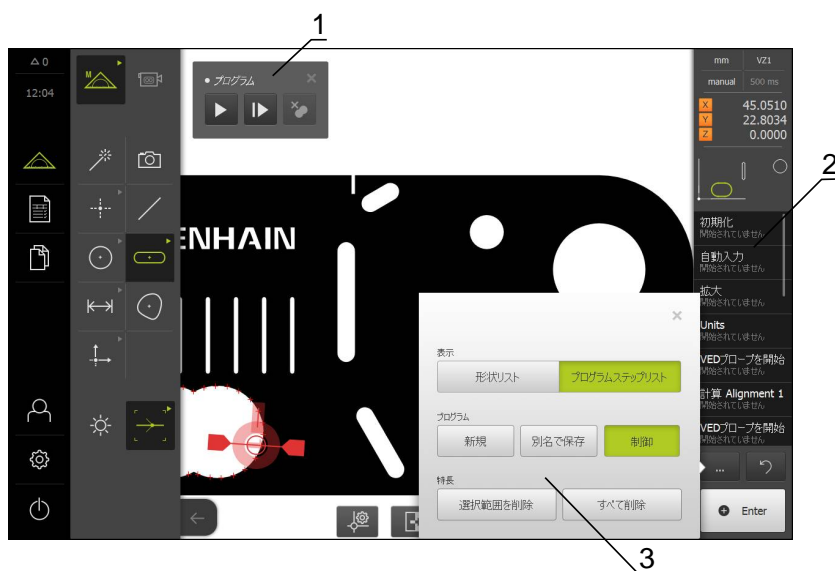 1
2
3
△ 0
12:04
M
● プログラム
ENHAIN
mm VZ1
manual 500 ms
X 45.0510
Y 22.8034
Z 0.0000
初期化
開始されていません
自動入力
開始されていません
拡大
開始されていません
Units
開始されていません
VEDプローブを開始
開始されていません
計算 Alignment 1
開始されていません
VEDプローブを開始
開始されていません
表示
形状リスト プログラムステップリスト
プログラム
新規 別名で保存 制御
特長
選択範囲を削除 すべて削除
...
Enter